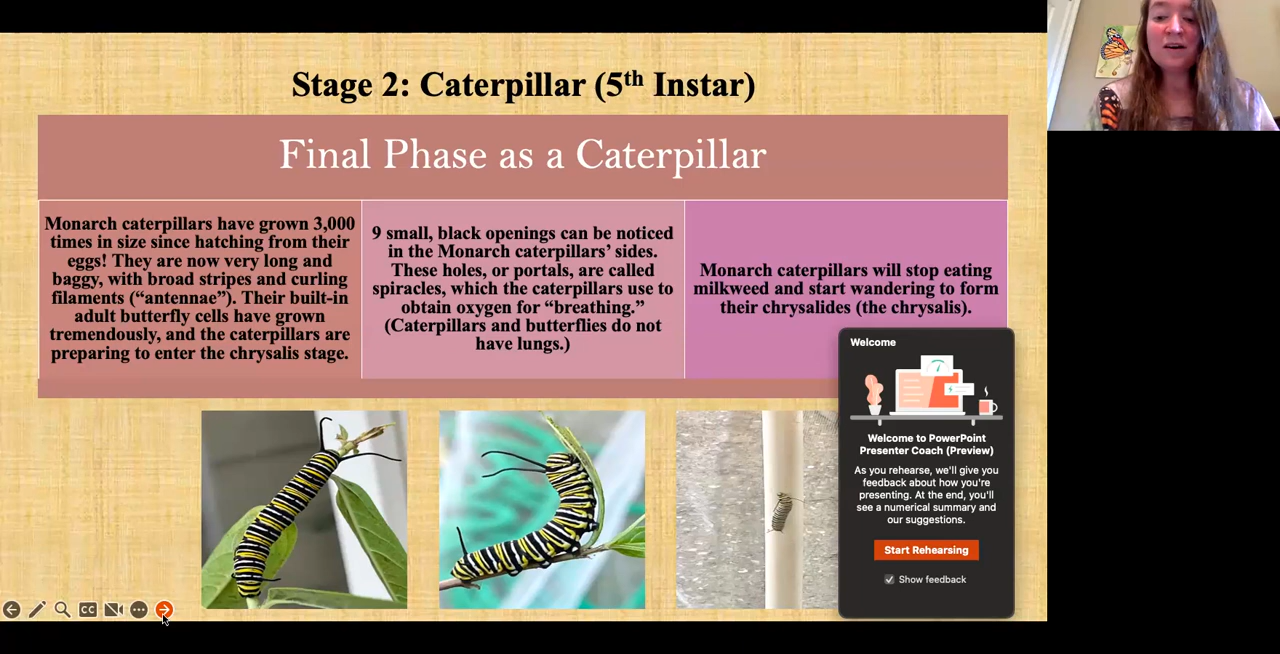 Stage 2: Caterpillar (5th Instar)
Final Phase as a Caterpillar
Monarch caterpillars have grown 3,000
times in size since hatching from their
eggs! They are now very long and
baggy, with broad stripes and curling
filaments (“antennae”). Their built-in
adult butterfly cells have grown
tremendously, and the caterpillars are
preparing to enter the chrysalis stage.
9 small, black openings can be noticed
in the Monarch caterpillars’ sides.
These holes, or portals, are called
spiracles, which the caterpillars use to
obtain oxygen for “breathing.”
(Caterpillars and butterflies do not
have lungs.)
Monarch caterpillars will stop eating
milkweed and start wandering to form
their chrysalides (the chrysalis).
Welcome
Welcome to PowerPoint
Presenter Coach (Preview)
As you rehearse, we'll give you
feedback about how you're
presenting. At the end, you'll
see a numerical summary and
our suggestions.
Start Rehearsing
Show feedback
CC